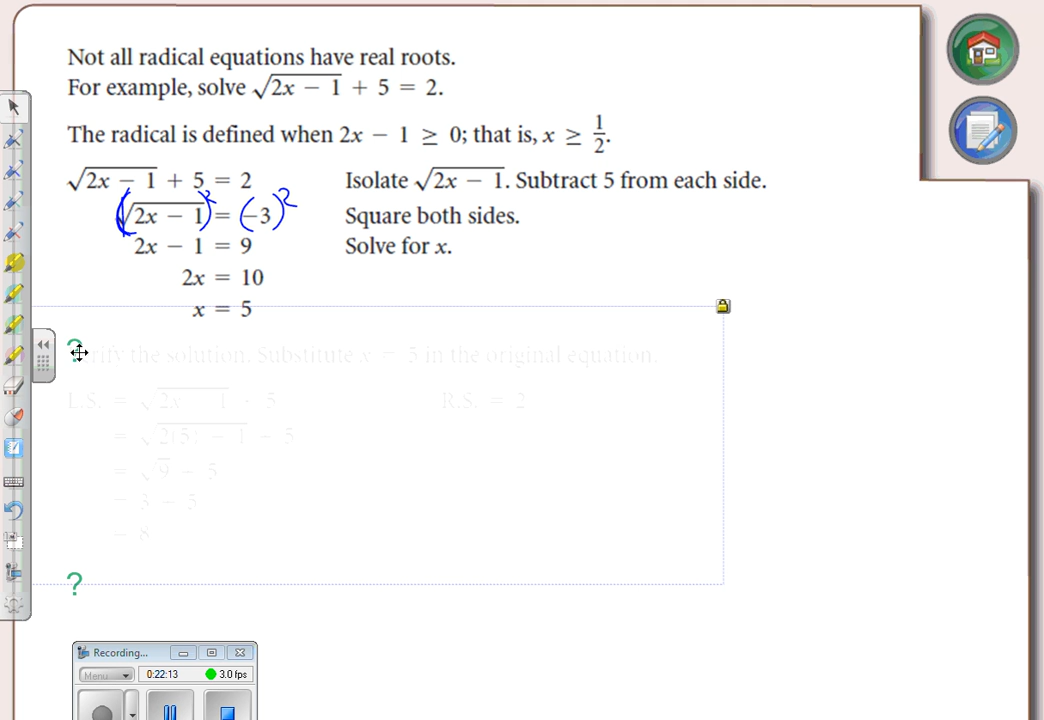 Not all radical equations have real roots.
For example, solve √(2x − 1) + 5 = 2.
The radical is defined when 2x − 1 ≥ 0; that is, x ≥ 1/2.
√(2x − 1) + 5 = 2 Isolate √(2x − 1). Subtract 5 from each side.
(√(2x − 1))² = (−3)² Square both sides.
2x − 1 = 9 Solve for x.
2x = 10
x = 5
?
the solution. Substitute x = 5 in the original equation.
L.S. = √(2x − 1) + 5 R.S. = 2
= √(2(5) − 1) + 5
= √9 + 5
= 3 + 5
= 8
?
Recording...
Menu 0:22:13 3.0 fps